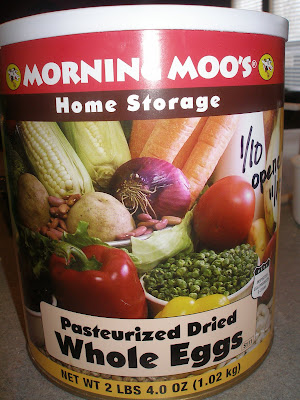 MORNING MOO'S®
Home Storage
1/10
opened
Pasteurized Dried
Whole Eggs
NET WT 2 LBS 4.0 OZ (1.02 kg)